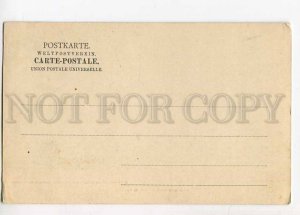 POSTKARTE.
WELTPOSTVEREIN.
CARTE-POSTALE.
UNION POSTALE UNIVERSELLE.
NOT FOR COPY